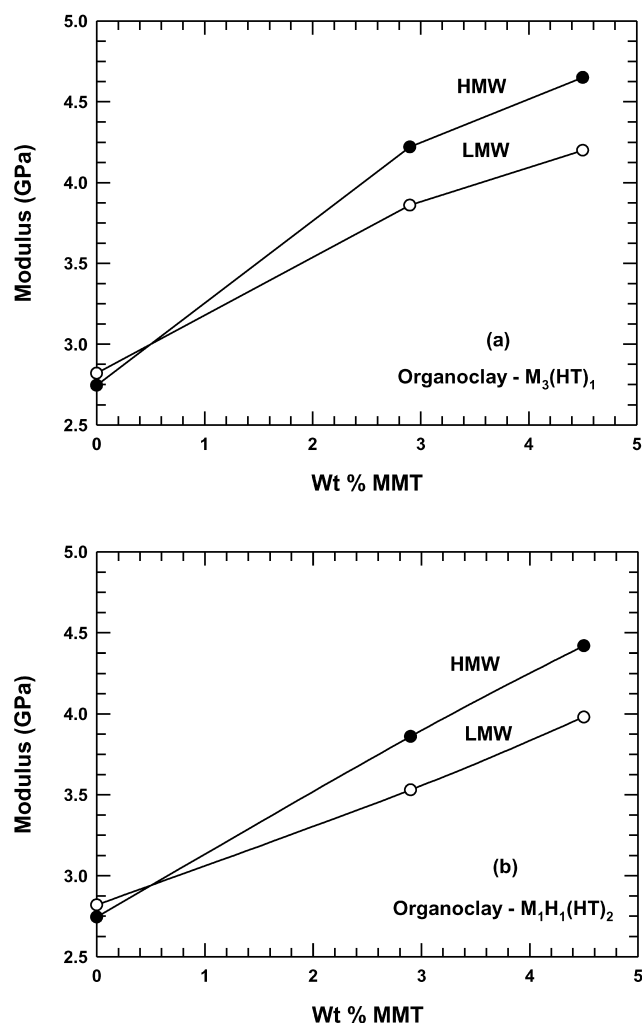 5.0
4.5
4.0
3.5
3.0
2.5
Modulus (GPa)
HMW
LMW
(a)
Organoclay - M₃(HT)₁
0 1 2 3 4 5
Wt % MMT
5.0
4.5
4.0
3.5
3.0
2.5
Modulus (GPa)
HMW
LMW
(b)
Organoclay - M₁H₁(HT)₂
0 1 2 3 4 5
Wt % MMT